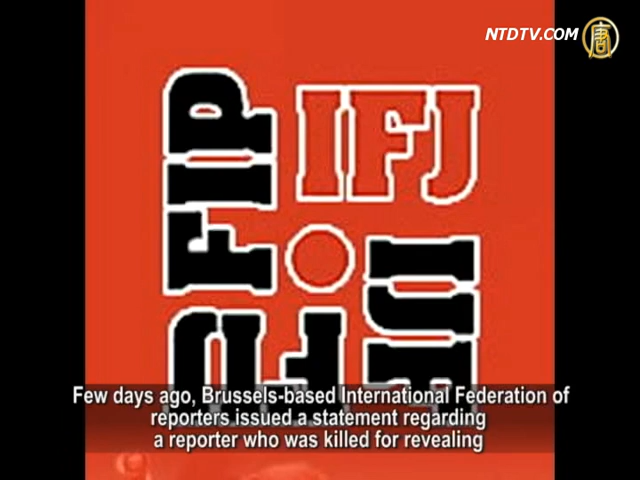 NTDTV.COM
唐
IFJ
FIP
Few days ago, Brussels-based International Federation of
reporters issued a statement regarding
a reporter who was killed for revealing